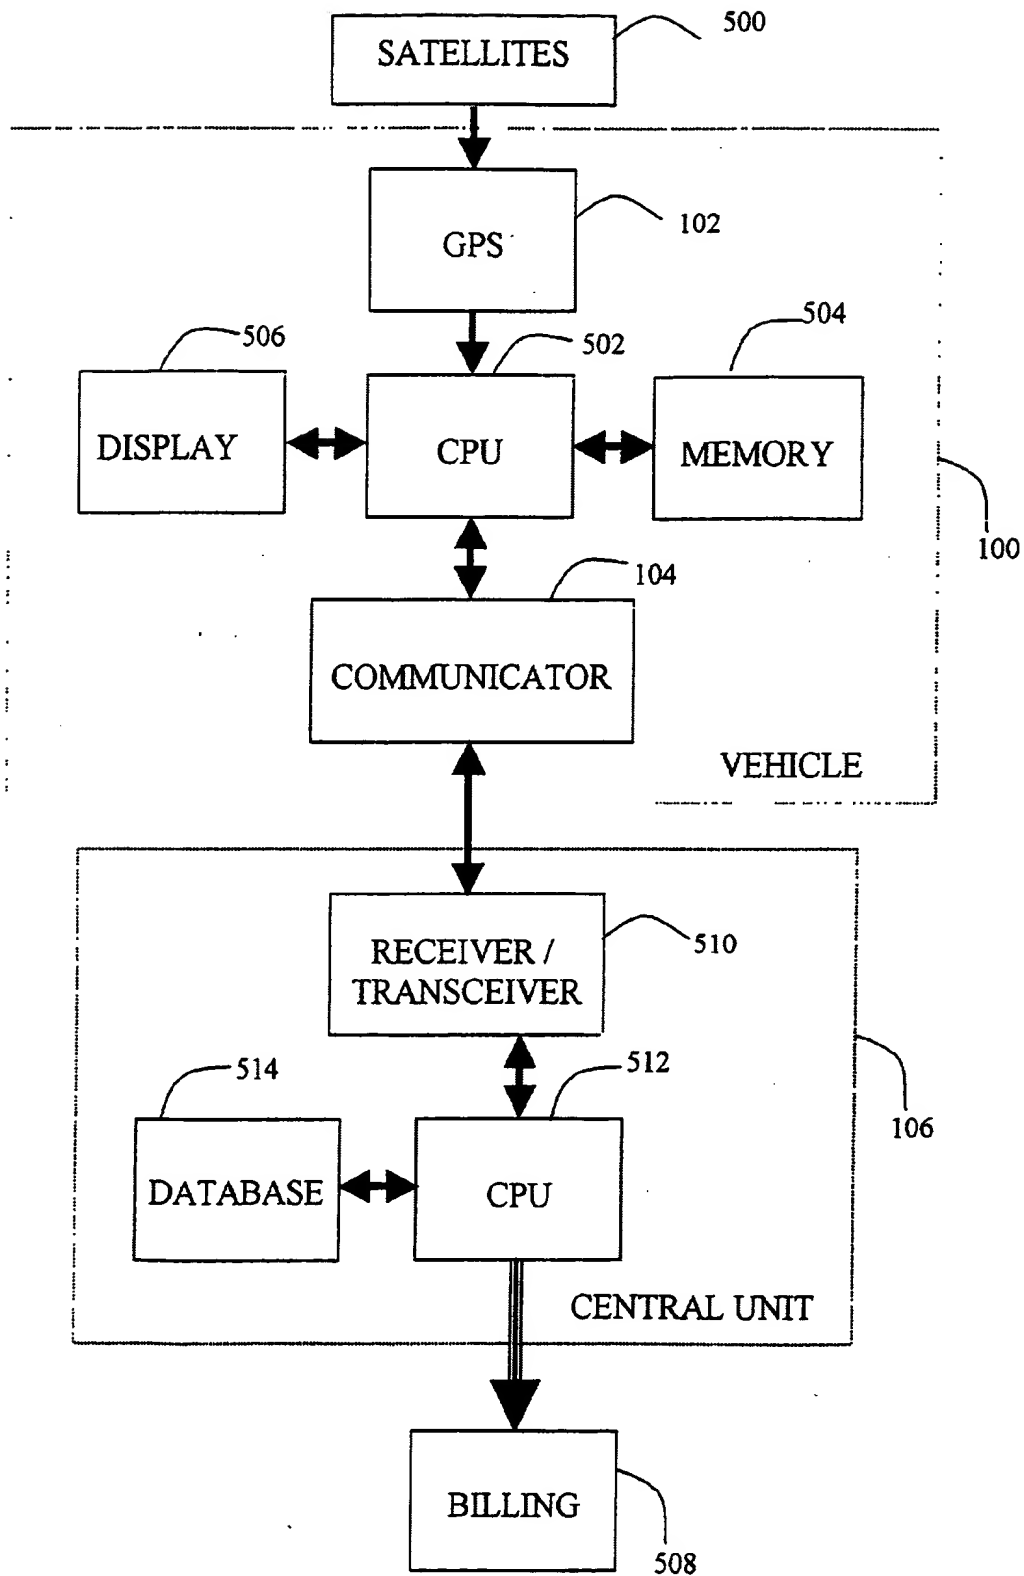 SATELLITES
500
GPS
102
506
502
504
DISPLAY
CPU
MEMORY
100
104
COMMUNICATOR
VEHICLE
RECEIVER /
TRANSCEIVER
510
514
512
106
DATABASE
CPU
CENTRAL UNIT
BILLING
508